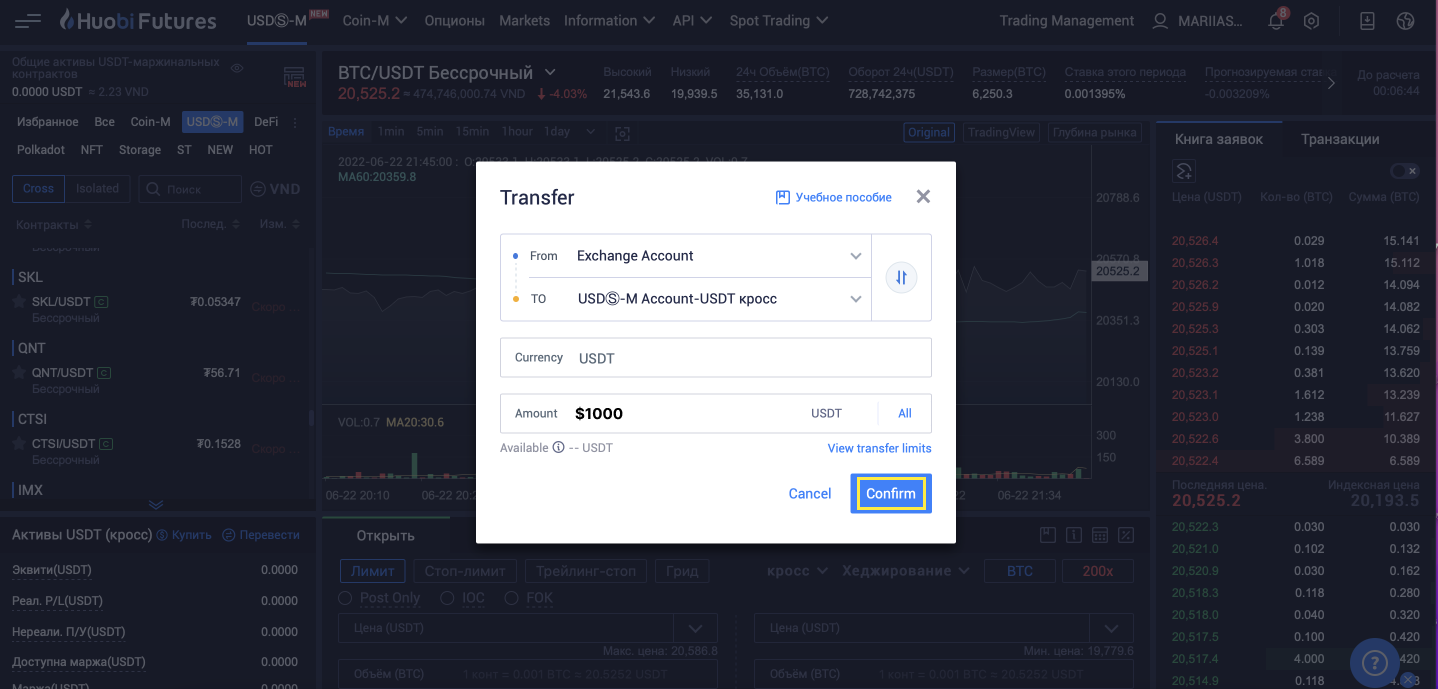 Huobi Futures USDⓈ-M NEW Coin-M Опционы Markets Information API Spot Trading Trading Management MARIIAS... 8
Общие активы USDT-маржинальных
контрактов
0.0000 USDT ≈ 2.23 VND
NEW
Избранное Все Coin-M USDⓈ-M DeFi
Polkadot NFT Storage ST NEW HOT
Cross Isolated Поиск VND
Контракты Послед. Изм.
Бессрочный
SKL
SKL/USDT C ₮0.05347 Скоро
Бессрочный
QNT
QNT/USDT C ₮56.71 Скоро
Бессрочный
CTSI
CTSI/USDT C ₮0.1528 Скоро
Бессрочный
IMX
Активы USDT (кросс) Купить Перевести
Эквити(USDT) 0.0000
Реал. P/L(USDT) 0.0000
Нереали. П/У(USDT) 0.0000
Доступна маржа(USDT) 0.0000
Маржа(USDT) 0.0000
BTC/USDT Бессрочный
20,525.2 ≈ 474,746,000.74 VND -4.03%
Высокий
21,543.6
Низкий
19,939.5
24ч Объём(BTC)
35,131.0
Оборот 24ч(USDT)
728,742,375
Размер(BTC)
6,250.3
Ставка этого периода
0.001395%
Прогнозируемая став
-0.003209%
До расчета
00:06:44
Время 1min 5min 15min 1hour 1day Original TradingView Глубина рынка
2022-06-22 21:45:00 :
MA60:20359.8
20788.6
20570.8
20525.2
20351.3
20130.0
VOL:0.7 MA20:30.6
300
150
06-22 20:10 06-22 20:2 22 06-22 21:34
Transfer Учебное пособие
From Exchange Account
TO USDⓈ-M Account-USDT кросс
Currency USDT
Amount $1000 USDT All
Available -- USDT View transfer limits
Cancel Confirm
Открыть
Лимит Стоп-лимит Трейлинг-стоп Грид кросс Хеджирование BTC 200x
Post Only IOC FOK
Цена (USDT) Цена (USDT)
Макс. цена: 20,586.8 Мин. цена: 19,779.6
Объём (BTC) 1 конт = 0.001 BTC = 20.5252 USDT Объём (BTC) 1 конт = 0.001 BTC = 20.5252 USDT
Книга заявок Транзакции
Цена (USDT) Кол-во (BTC) Сумма (BTC)
20,526.4 0.029 15.141
20,526.3 1.018 15.112
20,526.2 0.012 14.094
20,525.9 0.020 14.082
20,525.3 0.303 14.062
20,525.1 0.139 13.759
20,523.2 0.381 13.620
20,523.1 1.612 13.239
20,523.0 1.238 11.627
20,522.6 3.800 10.389
20,522.4 6.589 6.589
Последняя цена. Индексная цена
20,525.2 20,193.5
20,522.3 0.030 0.030
20,521.0 0.102 0.132
20,520.9 0.030 0.162
20,518.3 0.118 0.280
20,518.0 0.040 0.320
20,517.5 0.100 0.420
20,517.4 4.000 4.420
20,514.9 0.118